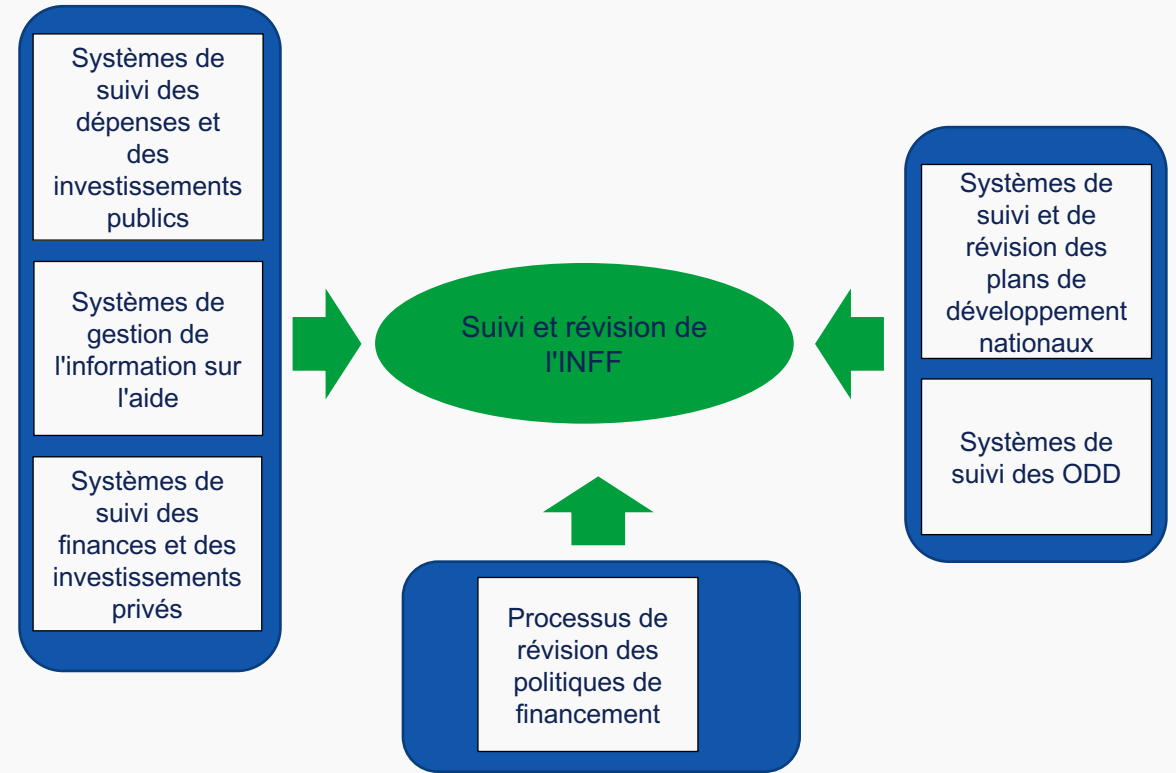 Systèmes de
suivi des
dépenses et
des
investissements
publics
Systèmes de
gestion de
l'information sur
l'aide
Systèmes de
suivi des
finances et des
investissements
privés
Suivi et révision de
l'INFF
Processus de
révision des
politiques de
financement
Systèmes de
suivi et de
révision des
plans de
développement
nationaux
Systèmes de
suivi des ODD